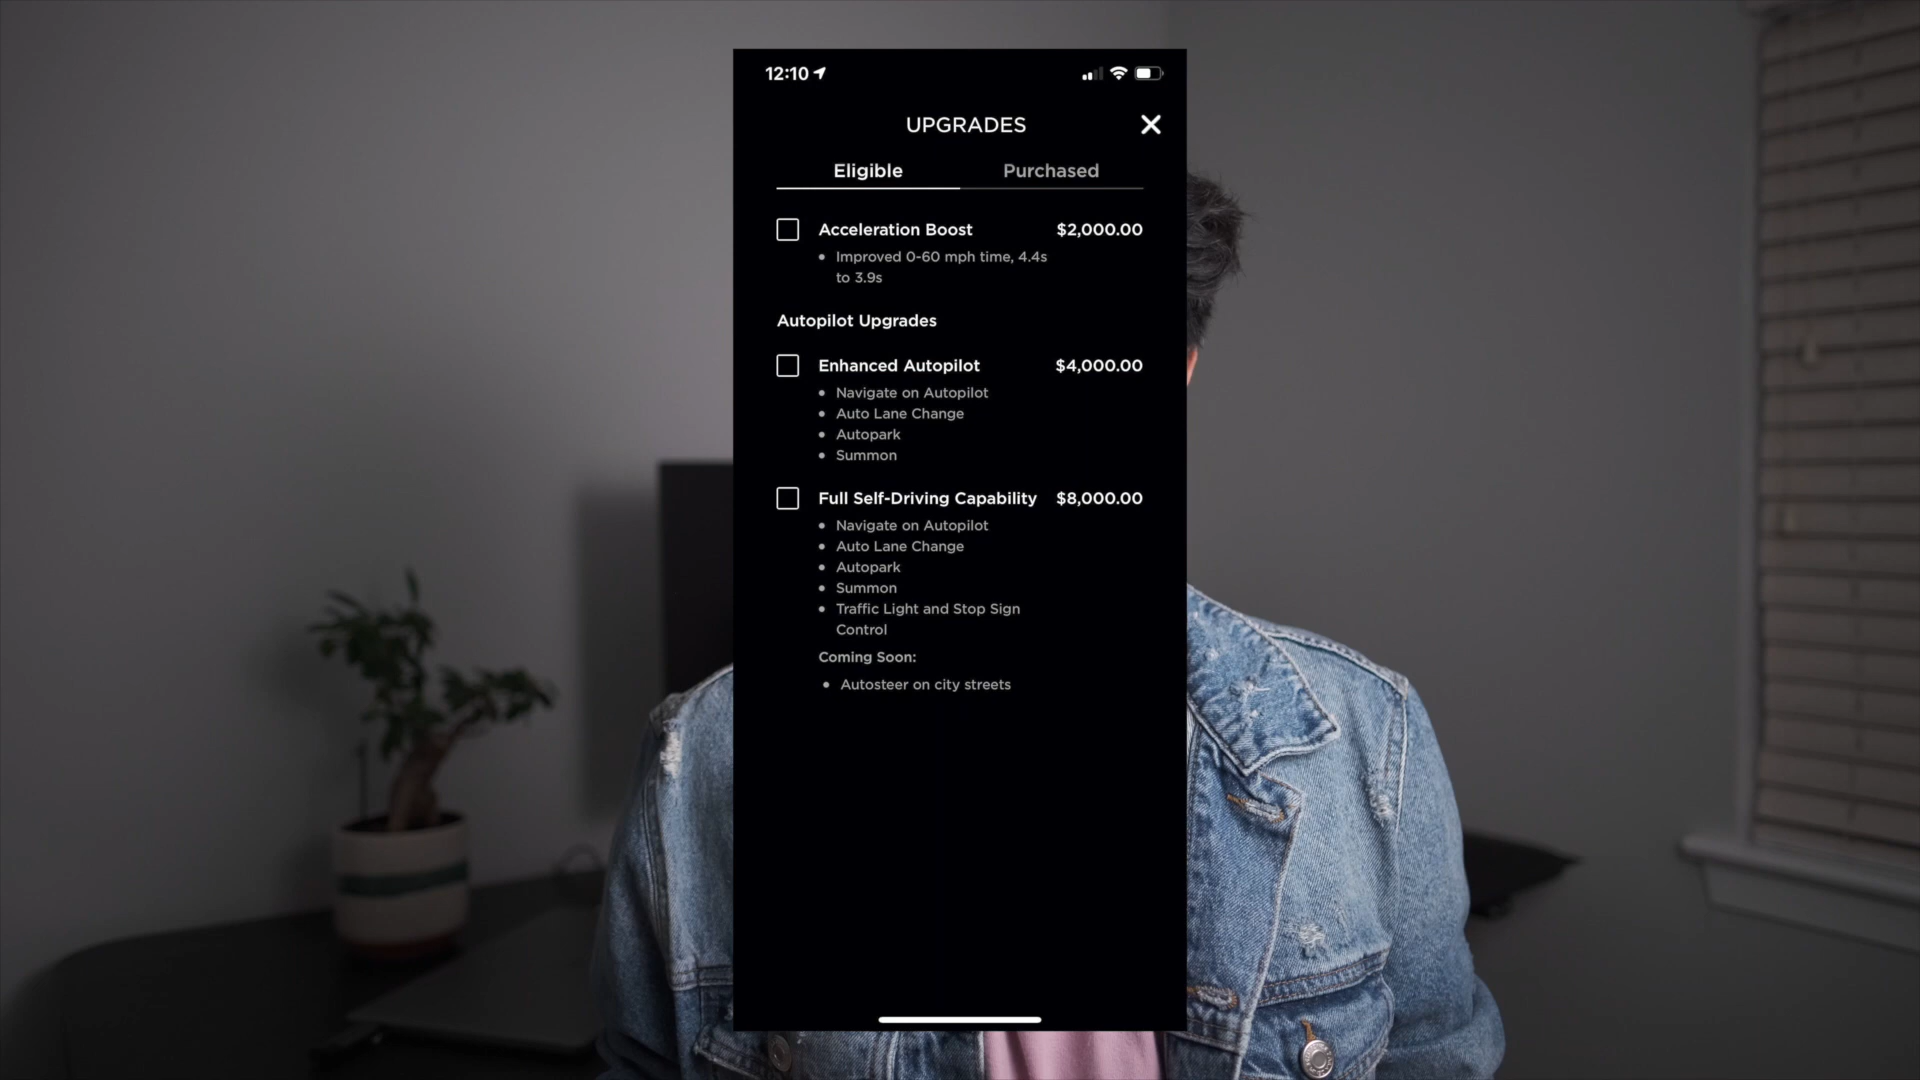 12:10
UPGRADES
Eligible Purchased
Acceleration Boost $2,000.00
• Improved 0-60 mph time, 4.4s
to 3.9s
Autopilot Upgrades
Enhanced Autopilot $4,000.00
• Navigate on Autopilot
• Auto Lane Change
• Autopark
• Summon
Full Self-Driving Capability $8,000.00
• Navigate on Autopilot
• Auto Lane Change
• Autopark
• Summon
• Traffic Light and Stop Sign
Control
Coming Soon:
• Autosteer on city streets